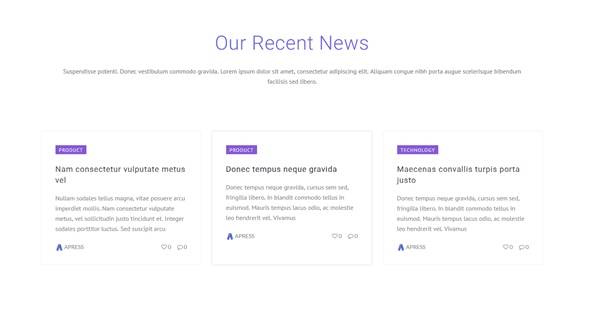 Our Recent News
Suspendisse potenti. Donec vestibulum commodo gravida. Lorem ipsum dolor sit amet, consectetur adipiscing elit. Aliquam congue nibh porta augue scelerisque bibendum
facilisis sed libero.
PRODUCT
Nam consectetur vulputate metus
vel
Nullam sodales tellus magna, vitae posuere arcu
imperdiet mollis. Nam consectetur vulputate
metus, vel sollicitudin justo tincidunt et. Integer
sodales porttitor luctus. Sed suscipit arcu
APRESS 0 0
PRODUCT
Donec tempus neque gravida
Donec tempus neque gravida, cursus sem sed,
fringilla libero. In blandit commodo tellus in
euismod. Mauris tempus lacus odio, ac molestie
leo hendrerit vel. Vivamus
APRESS 0 0
TECHNOLOGY
Maecenas convallis turpis porta
justo
Donec tempus neque gravida, cursus sem sed,
fringilla libero. In blandit commodo tellus in
euismod. Mauris tempus lacus odio, ac molestie
leo hendrerit vel. Vivamus
APRESS 0 0